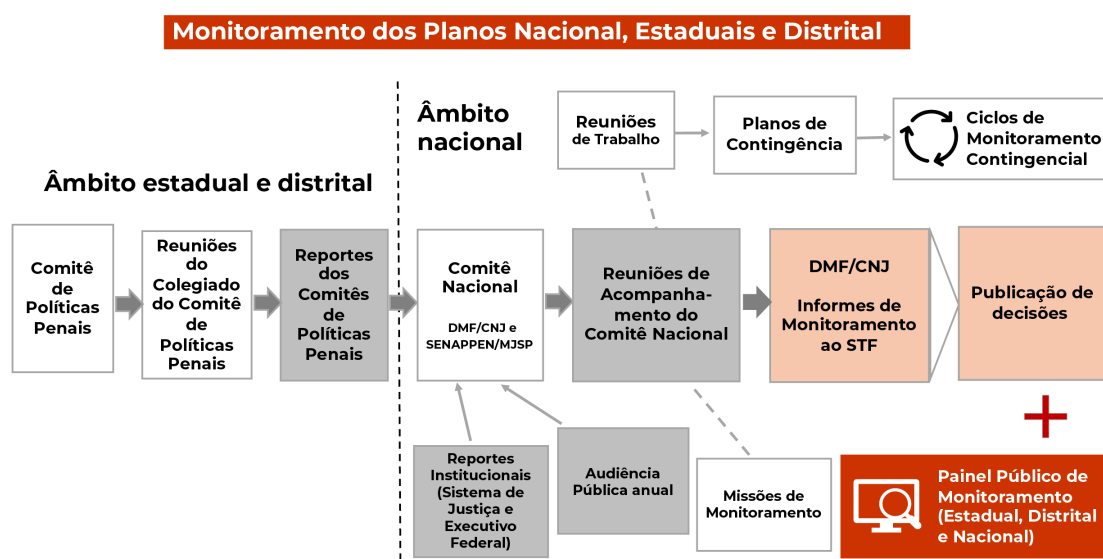 Monitoramento dos Planos Nacional, Estaduais e Distrital
Âmbito estadual e distrital
Comitê
de
Políticas
Penais
Reuniões
do
Colegiado
do Comitê
de
Políticas
Penais
Reportes
dos
Comitês
de
Políticas
Penais
Âmbito
nacional
Reuniões
de Trabalho
Planos de
Contingência
Ciclos de
Monitoramento
Contingencial
Comitê
Nacional
DMF/CNJ e
SENAPPEN/MJSP
Reuniões de
Acompanha-
mento do
Comitê Nacional
DMF/CNJ
Informes de
Monitoramento
ao STF
Publicação de
decisões
Reportes
Institucionais
(Sistema de
Justiça e
Executivo
Federal)
Audiência
Pública anual
Missões de
Monitoramento
Painel Público de
Monitoramento
(Estadual, Distrital
e Nacional)